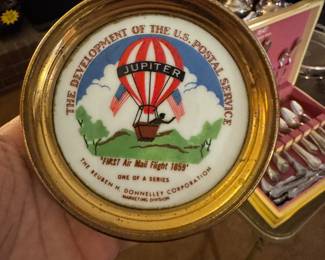 THE DEVELOPMENT OF THE U.S. POSTAL SERVICE
JUPITER
"FIRST Air Mail Flight 1859"
ONE OF A SERIES
THE REUBEN H. DONNELLEY CORPORATION
MARKETING DIVISION